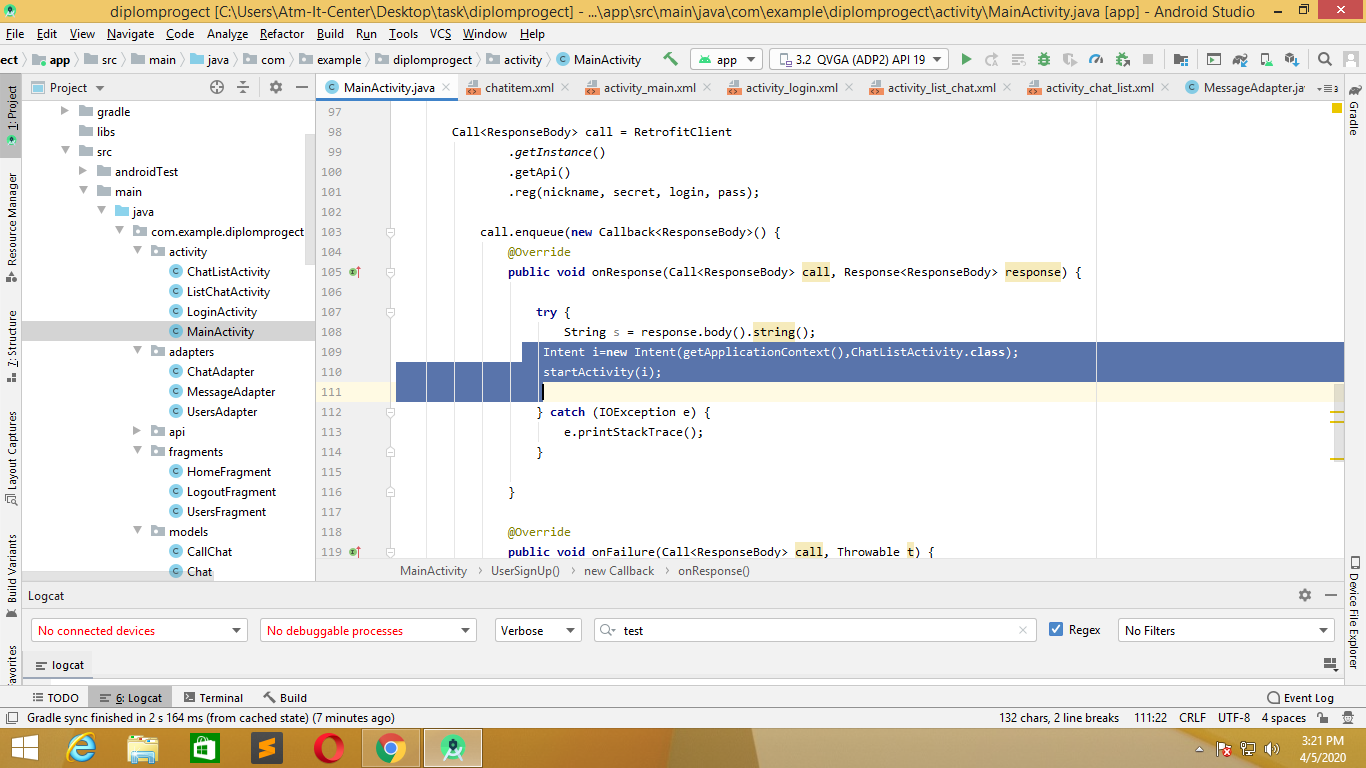 diplomprogect [C:\Users\Atm-It-Center\Desktop\task\diplomprogect] - ...\app\src\main\java\com\example\diplomprogect\activity\MainActivity.java [app] - Android Studio
File Edit View Navigate Code Analyze Refactor Build Run Tools VCS Window Help
ect app src main java com example diplomprogect activity MainActivity app 3.2 QVGA (ADP2) API 19
Project
MainActivity.java chatitem.xml activity_main.xml activity_login.xml activity_list_chat.xml activity_chat_list.xml MessageAdapter.ja
1: Project
Resource Manager
Z: Structure
Layout Captures
Build Variants
avorites
gradle
libs
src
androidTest
main
java
com.example.diplomprogect
activity
ChatListActivity
ListChatActivity
LoginActivity
MainActivity
adapters
ChatAdapter
MessageAdapter
UsersAdapter
api
fragments
HomeFragment
LogoutFragment
UsersFragment
models
CallChat
Chat
97
98 Call<ResponseBody> call = RetrofitClient
99 .getInstance()
100 .getApi()
101 .reg(nickname, secret, login, pass);
102
103 call.enqueue(new Callback<ResponseBody>() {
104 @Override
105 public void onResponse(Call<ResponseBody> call, Response<ResponseBody> response) {
106
107 try {
108 String s = response.body().string();
109 Intent i=new Intent(getApplicationContext(),ChatListActivity.class);
110 startActivity(i);
111
112 } catch (IOException e) {
113 e.printStackTrace();
114 }
115
116 }
117
118 @Override
119 public void onFailure(Call<ResponseBody> call, Throwable t) {
MainActivity UserSignUp() new Callback onResponse()
Gradle
Device File Explorer
Logcat
No connected devices No debuggable processes Verbose test Regex No Filters
logcat
TODO 6: Logcat Terminal Build Event Log
Gradle sync finished in 2 s 164 ms (from cached state) (7 minutes ago) 132 chars, 2 line breaks 111:22 CRLF UTF-8 4 spaces
3:21 PM
4/5/2020